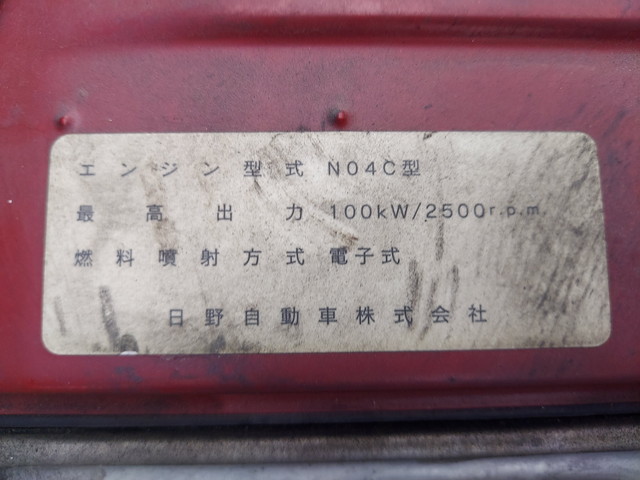 エンジン型式 N04C型
最高出力 100kW/2500r.p.m.
燃料噴射方式 電子式
日野自動車株式会社